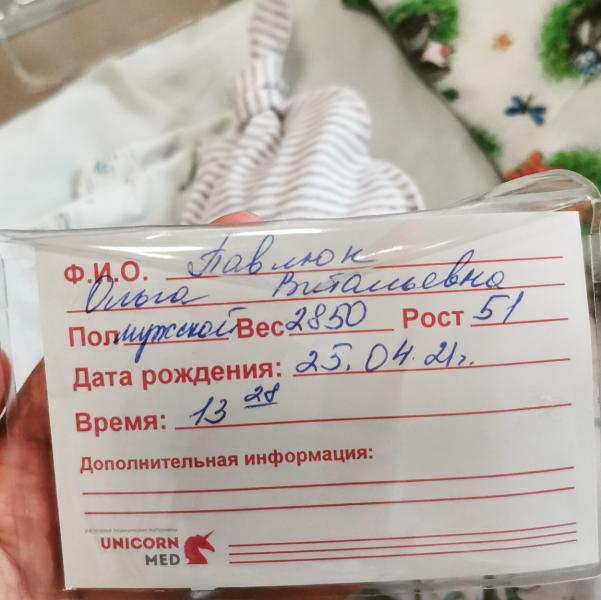 Ф.И.О. Павлюк
Ольга Витальевна
Пол мужской Вес 2850 Рост 51
Дата рождения: 25.04.21г.
Время: 13 28
Дополнительная информация:
UNICORN
MED